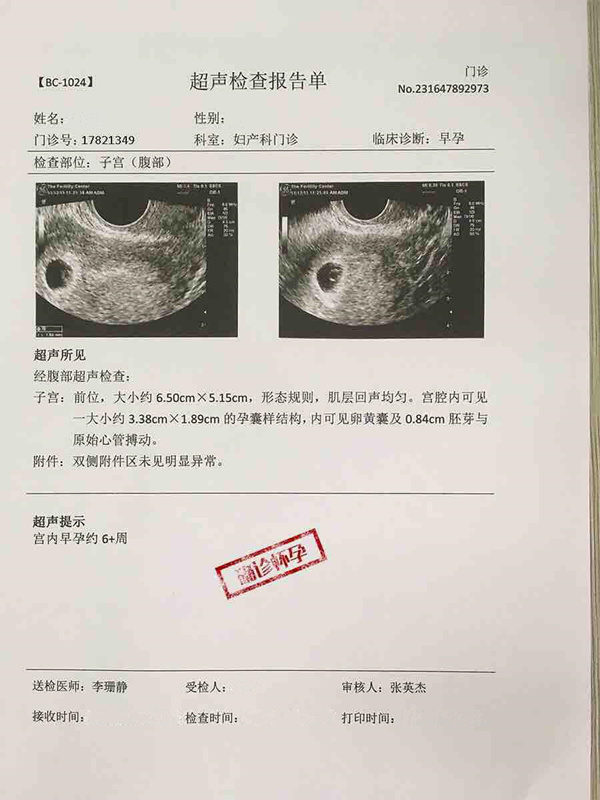 【BC-1024】
超声检查报告单
门诊
No.231647892973
姓名：
性别：
门诊号：17821349
科室：妇产科门诊
临床诊断：早孕
检查部位：子宫（腹部）
The Fertility Center
The Fertility Center
超声所见
经腹部超声检查：
子宫：前位，大小约 6.50cm×5.15cm，形态规则，肌层回声均匀。宫腔内可见
一大小约 3.38cm×1.89cm 的孕囊样结构，内可见卵黄囊及 0.84cm 胚芽与
原始心管搏动。
附件：双侧附件区未见明显异常。
超声提示
宫内早孕约 6+周
确诊怀孕
送检医师：李珊静
受检人：
审核人：张英杰
接收时间：
检查时间：
打印时间：